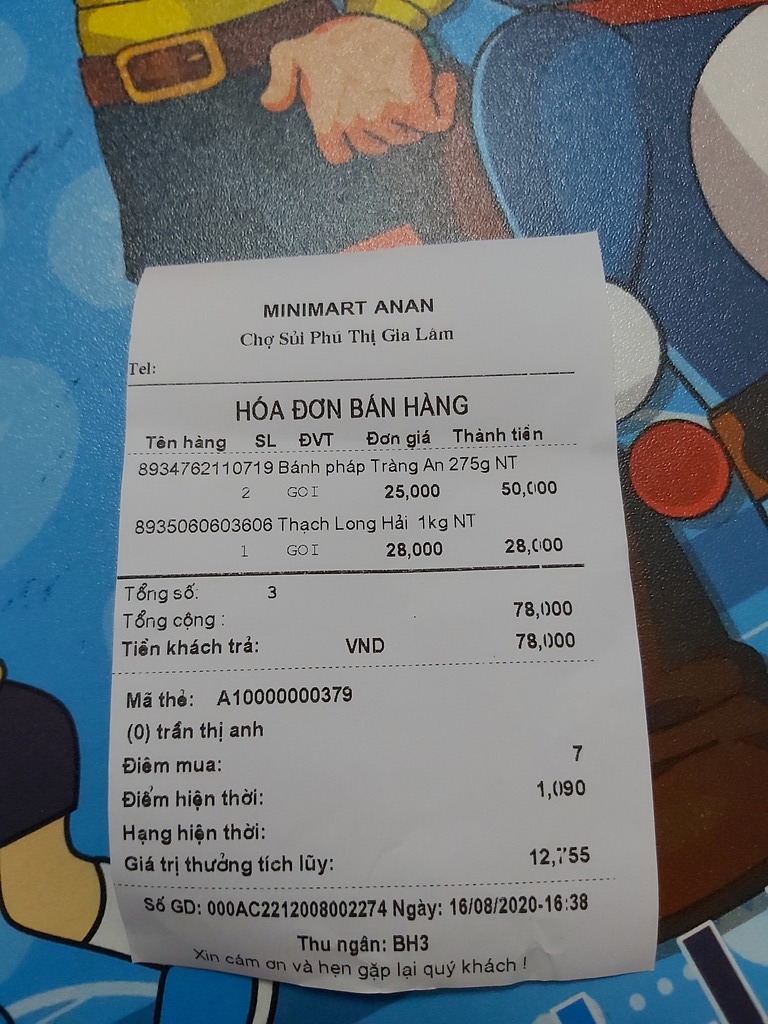 MINIMART ANAN
Chợ Sủi Phú Thị Gia Lâm
Tel:
HÓA ĐƠN BÁN HÀNG
Tên hàng SL ĐVT Đơn giá Thành tiền
8934762110719 Bánh pháp Tràng An 275g NT
2 GOI 25,000 50,000
8935060603606 Thạch Long Hải 1kg NT
1 GOI 28,000 28,000
Tổng số: 3
Tổng cộng : 78,000
Tiền khách trả: VND 78,000
Mã thẻ: A10000000379
(0) trần thị anh
Điểm mua: 7
Điểm hiện thời: 1,090
Hạng hiện thời:
Giá trị thưởng tích lũy: 12,755
Số GD: 000AC2212008002274 Ngày: 16/08/2020-16:38
Thu ngân: BH3
Xin cám ơn và hẹn gặp lại quý khách !